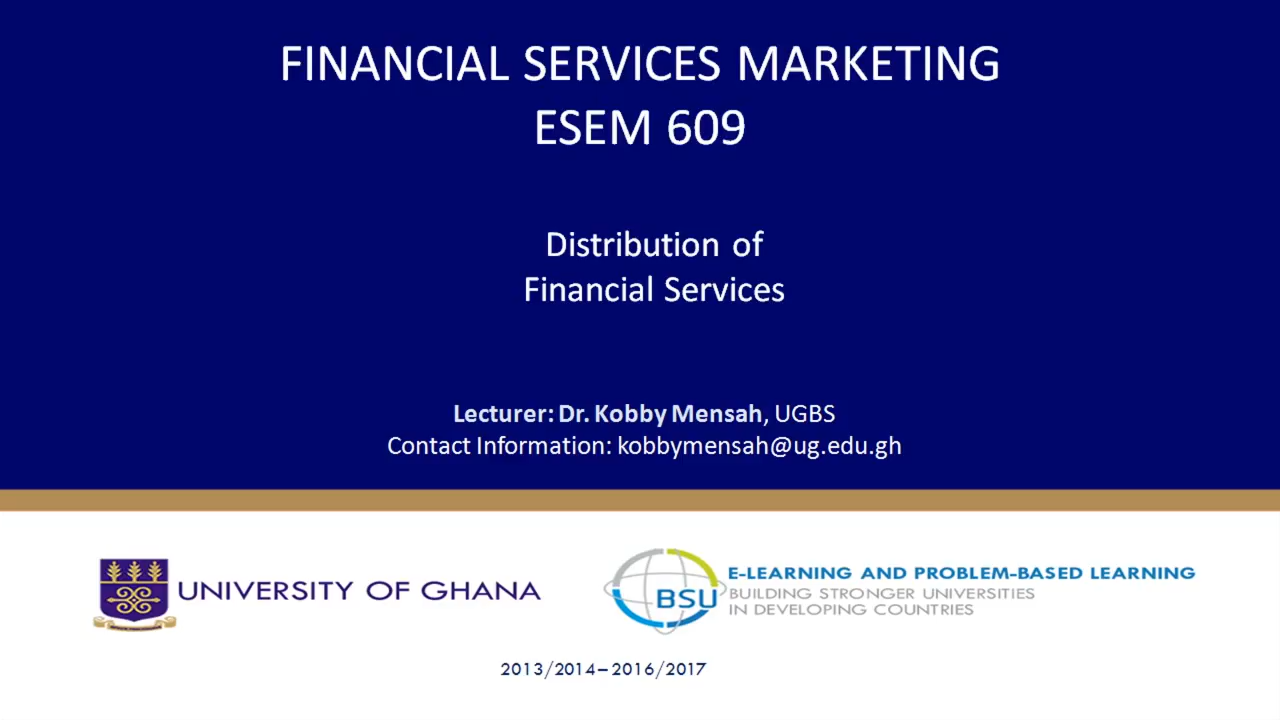 FINANCIAL SERVICES MARKETING
ESEM 609
Distribution of
Financial Services
Lecturer: Dr. Kobby Mensah, UGBS
Contact Information: kobbymensah@ug.edu.gh
UNIVERSITY OF GHANA
BSU
E-LEARNING AND PROBLEM-BASED LEARNING
BUILDING STRONGER UNIVERSITIES
IN DEVELOPING COUNTRIES
2013/2014–2016/2017